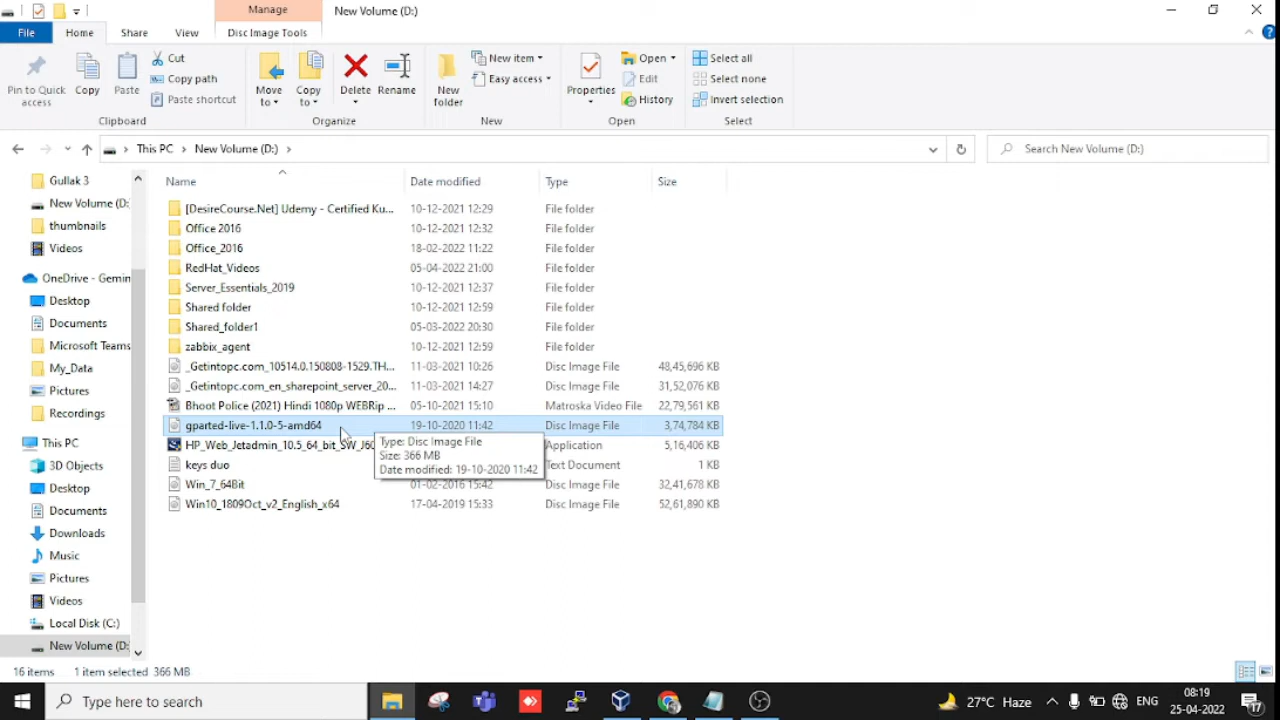 Manage
New Volume (D:)
File
Home
Share
View
Disc Image Tools
Pin to Quick access
Copy
Paste
Cut
Copy path
Paste shortcut
Clipboard
Move to
Copy to
Delete
Rename
Organize
New folder
New item
Easy access
New
Properties
Open
Edit
History
Open
Select all
Select none
Invert selection
Select
This PC > New Volume (D:) >
Search New Volume (D:)
Gullak 3
New Volume (D:
thumbnails
Videos
OneDrive - Gemin
Desktop
Documents
Microsoft Teams
My_Data
Pictures
Recordings
This PC
3D Objects
Desktop
Documents
Downloads
Music
Pictures
Videos
Local Disk (C:)
New Volume (D:
Name Date modified Type Size
[DesireCourse.Net] Udemy - Certified Ku... 10-12-2021 12:29 File folder
Office 2016 10-12-2021 12:32 File folder
Office_2016 18-02-2022 11:22 File folder
RedHat_Videos 05-04-2022 21:00 File folder
Server_Essentials_2019 10-12-2021 12:37 File folder
Shared folder 10-12-2021 12:59 File folder
Shared_folder1 05-03-2022 20:30 File folder
zabbix_agent 10-12-2021 12:59 File folder
_Getintopc.com_10514.0.150808-1529.TH... 11-03-2021 10:26 Disc Image File 48,45,696 KB
_Getintopc.com_en_sharepoint_server_20... 11-03-2021 14:27 Disc Image File 31,52,076 KB
Bhoot Police (2021) Hindi 1080p WEBRip ... 05-10-2021 15:10 Matroska Video File 22,79,561 KB
gparted-live-1.1.0-5-amd64 19-10-2020 11:42 Disc Image File 3,74,784 KB
HP_Web_Jetadmin_10.5_64_bit_SW_J60 Application 5,16,406 KB
keys duo Text Document 1 KB
Win_7_64Bit 01-02-2016 15:42 Disc Image File 32,41,678 KB
Win10_1809Oct_v2_English_x64 17-04-2019 15:33 Disc Image File 52,61,890 KB
Type: Disc Image File
Size: 366 MB
Date modified: 19-10-2020 11:42
16 items 1 item selected 366 MB
Type here to search
27°C Haze
ENG
08:19
25-04-2022
17